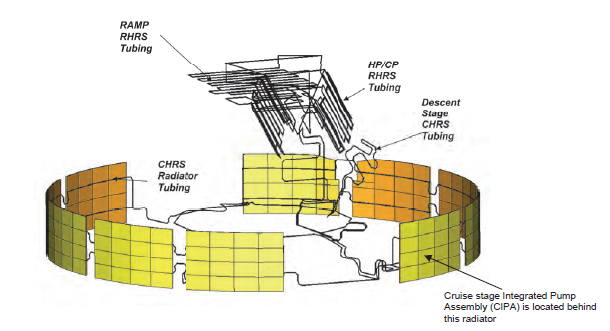 RAMP
RHRS
Tubing
HP/CP
RHRS
Tubing
Descent
Stage
CHRS
Tubing
CHRS
Radiator
Tubing
Cruise stage Integrated Pump
Assembly (CIPA) is located behind
this radiator